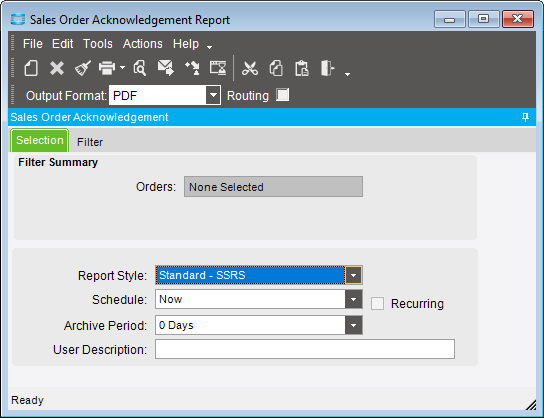 Sales Order Acknowledgement Report
File Edit Tools Actions Help
Output Format: PDF Routing
Sales Order Acknowledgement
Selection Filter
Filter Summary
Orders: None Selected
Report Style: Standard - SSRS
Schedule: Now Recurring
Archive Period: 0 Days
User Description:
Ready